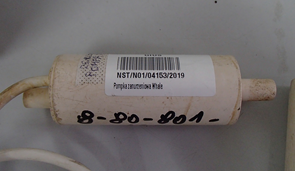 NST/N01/04153/2019
Pompka zanurzeniowa Whale
8-80-801-